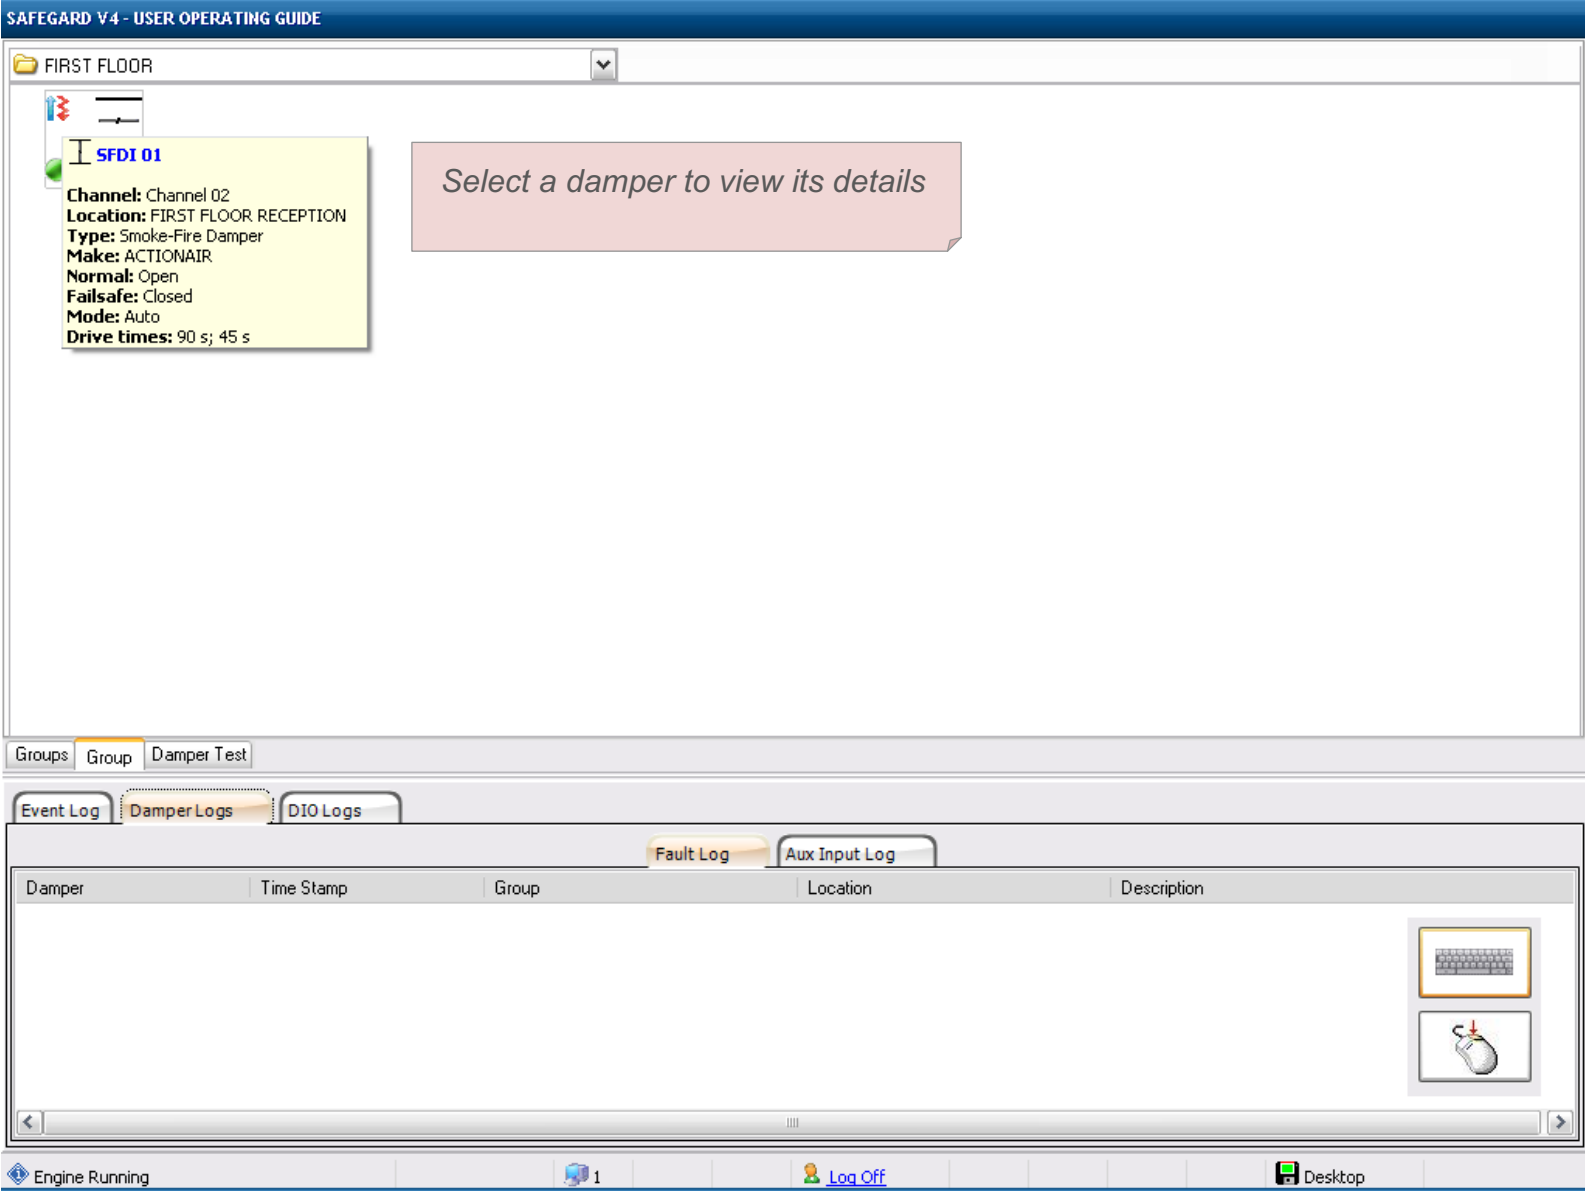 SAFEGARD V4 - USER OPERATING GUIDE
FIRST FLOOR
SFDI 01
Channel: Channel 02
Location: FIRST FLOOR RECEPTION
Type: Smoke-Fire Damper
Make: ACTIONAIR
Normal: Open
Failsafe: Closed
Mode: Auto
Drive times: 90 s; 45 s
Select a damper to view its details
Groups Group Damper Test
Event Log Damper Logs DIO Logs
Fault Log Aux Input Log
Damper Time Stamp Group Location Description
Engine Running 1 Log Off Desktop